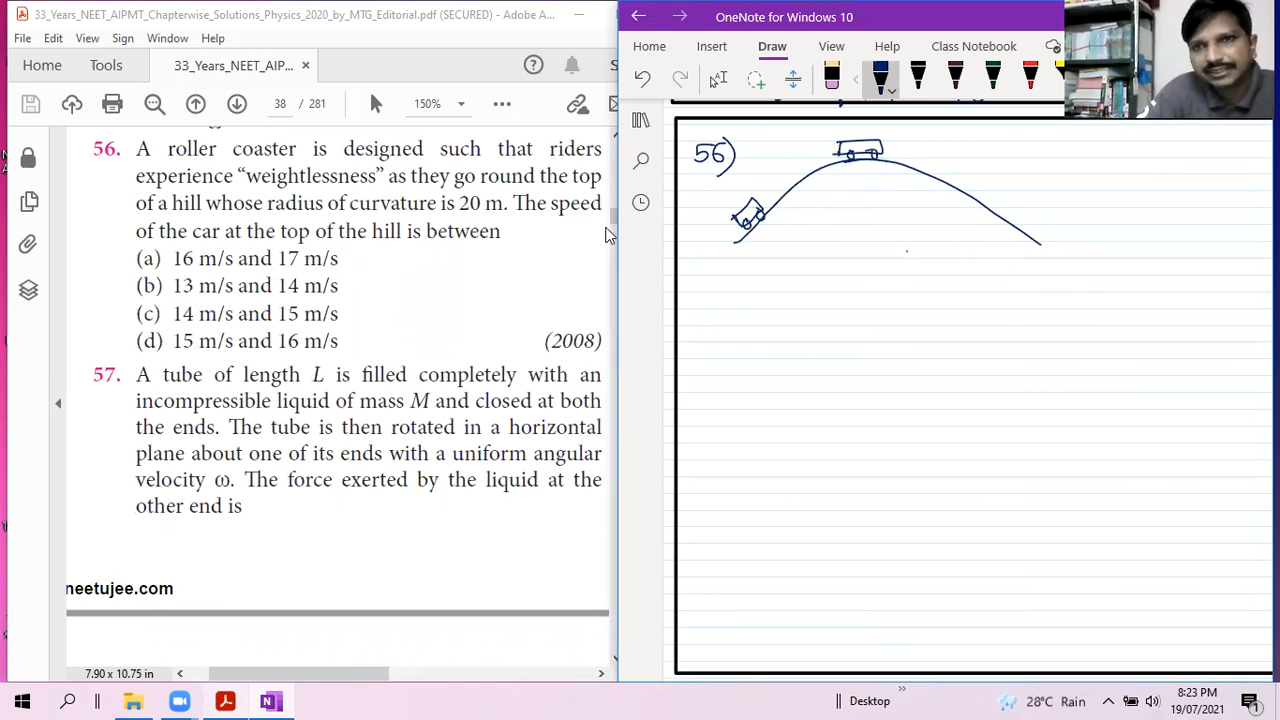 33_Years_NEET_AIPMT_Chapterwise_Solutions_Physics_2020_by_MTG_Editorial.pdf (SECURED) - Adobe A...
File Edit View Sign Window Help
Home Tools 33_Years_NEET_AIP... ×
38 / 281 150%
56. A roller coaster is designed such that riders
experience “weightlessness” as they go round the top
of a hill whose radius of curvature is 20 m. The speed
of the car at the top of the hill is between
(a) 16 m/s and 17 m/s
(b) 13 m/s and 14 m/s
(c) 14 m/s and 15 m/s
(d) 15 m/s and 16 m/s (2008)
57. A tube of length L is filled completely with an
incompressible liquid of mass M and closed at both
the ends. The tube is then rotated in a horizontal
plane about one of its ends with a uniform angular
velocity ω. The force exerted by the liquid at the
other end is
neetujee.com
7.90 x 10.75 in
OneNote for Windows 10
Home Insert Draw View Help Class Notebook
56)
Desktop
28°C Rain
8:23 PM
19/07/2021